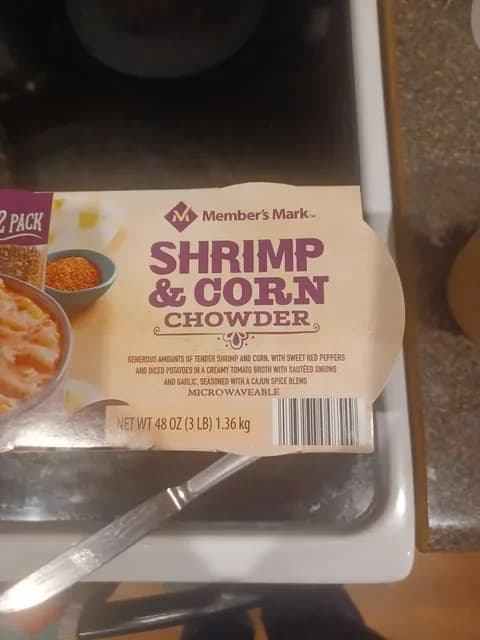 2 PACK
Member's Mark™
SHRIMP
& CORN
CHOWDER
GENEROUS AMOUNTS OF TENDER SHRIMP AND CORN, WITH SWEET RED PEPPERS
AND DICED POTATOES IN A CREAMY TOMATO BROTH WITH SAUTÉED ONIONS
AND GARLIC. SEASONED WITH A CAJUN SPICE BLEND
MICROWAVEABLE
NET WT 48 OZ (3 LB) 1.36 kg